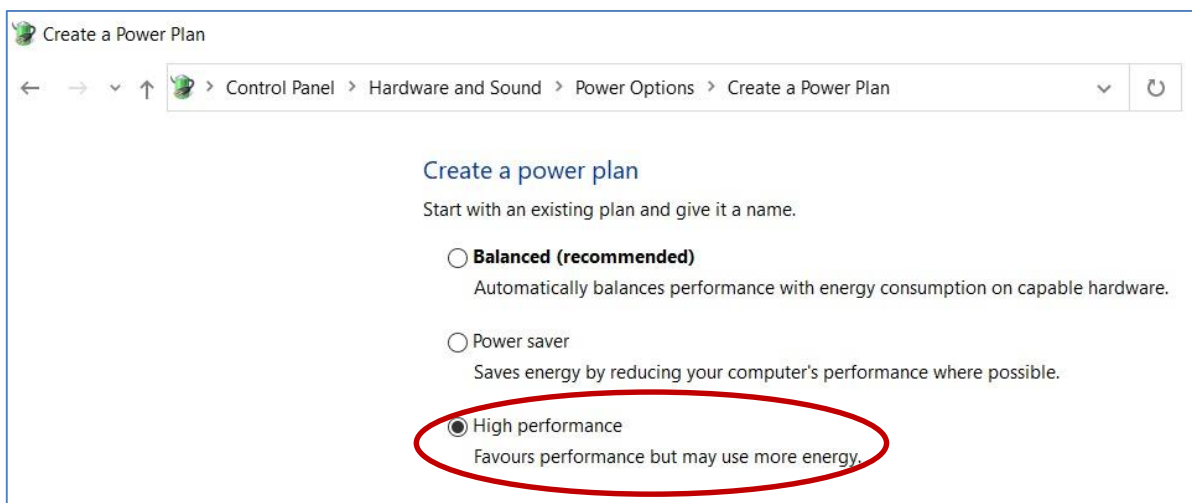 Create a Power Plan
Control Panel > Hardware and Sound > Power Options > Create a Power Plan
Create a power plan
Start with an existing plan and give it a name.
Balanced (recommended)
Automatically balances performance with energy consumption on capable hardware.
Power saver
Saves energy by reducing your computer's performance where possible.
High performance
Favours performance but may use more energy.